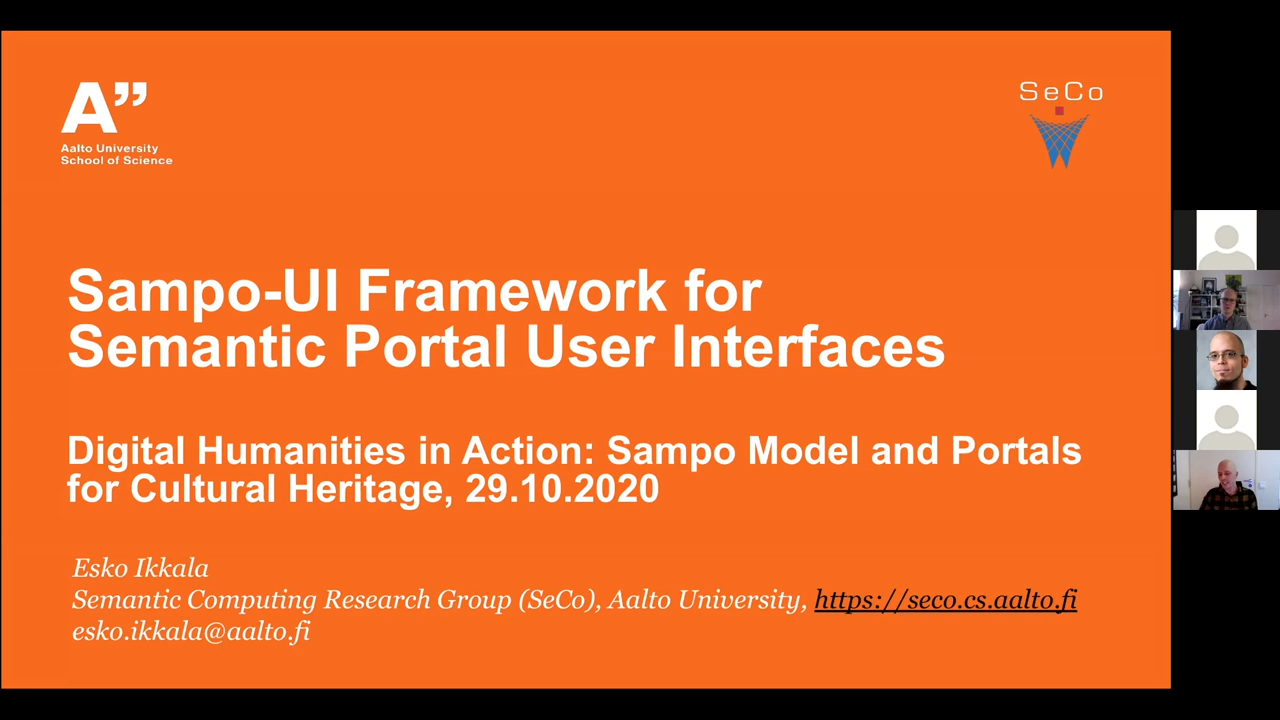 A”
Aalto University
School of Science
SeCo
Sampo-UI Framework for
Semantic Portal User Interfaces
Digital Humanities in Action: Sampo Model and Portals
for Cultural Heritage, 29.10.2020
Esko Ikkala
Semantic Computing Research Group (SeCo), Aalto University, https://seco.cs.aalto.fi
esko.ikkala@aalto.fi